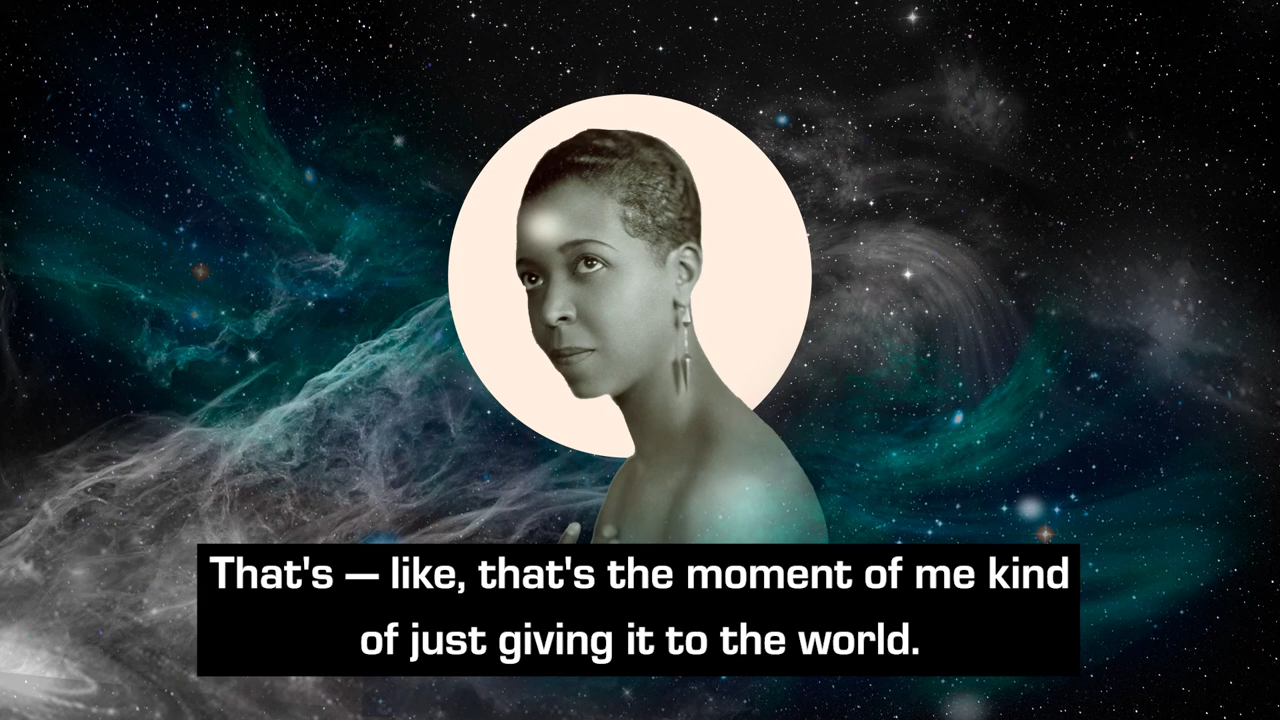 That's — like, that's the moment of me kind
of just giving it to the world.